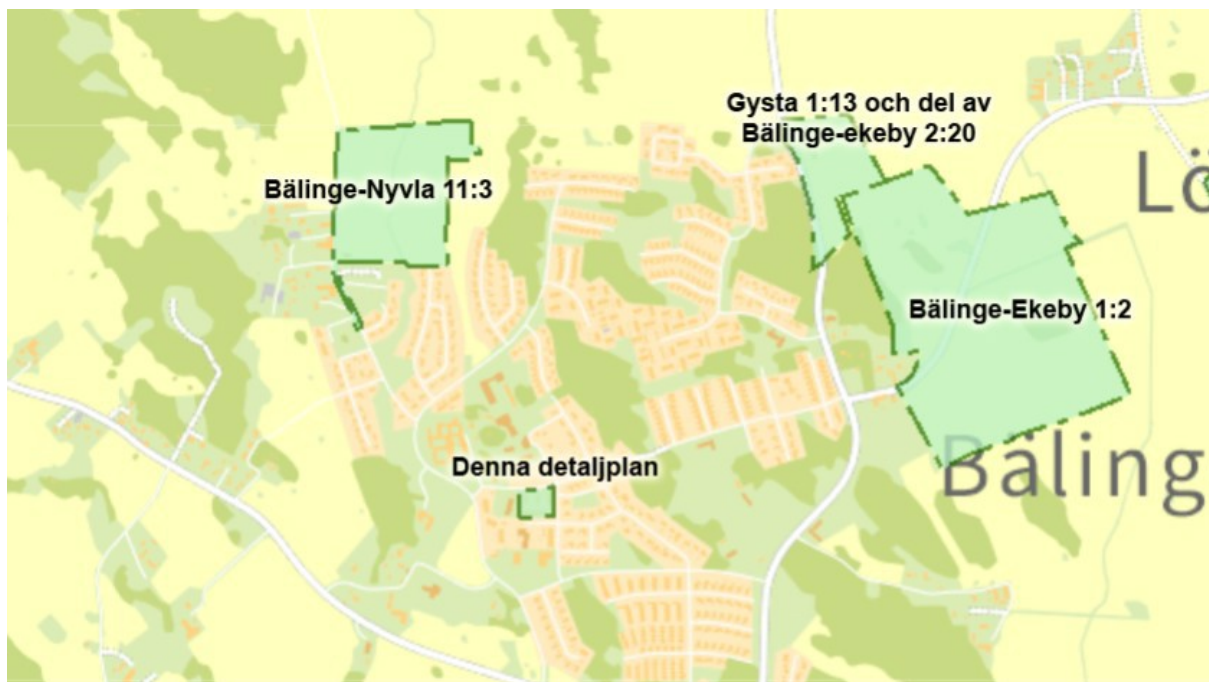 Gysta 1:13 och del av
Bälinge-ekeby 2:20
Bälinge-Nyvla 11:3
Lö
Bälinge-Ekeby 1:2
Denna detaljplan
Bäling